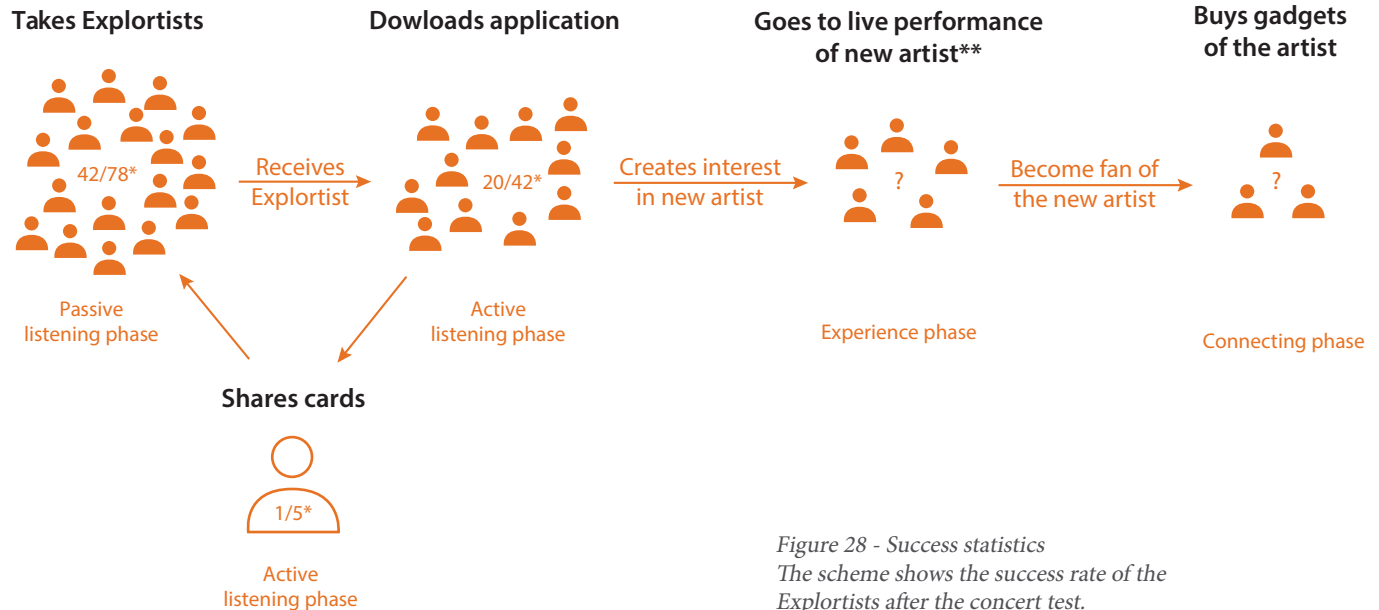 Takes Explortists
42/78*
Passive
listening phase
Receives
Explortist
Dowloads application
20/42*
Active
listening phase
Creates interest
in new artist
Goes to live performance
of new artist**
?
Experience phase
Become fan of
the new artist
Buys gadgets
of the artist
?
Connecting phase
Shares cards
1/5*
Active
listening phase
Figure 28 - Success statistics
The scheme shows the success rate of the
Explortists after the concert test.